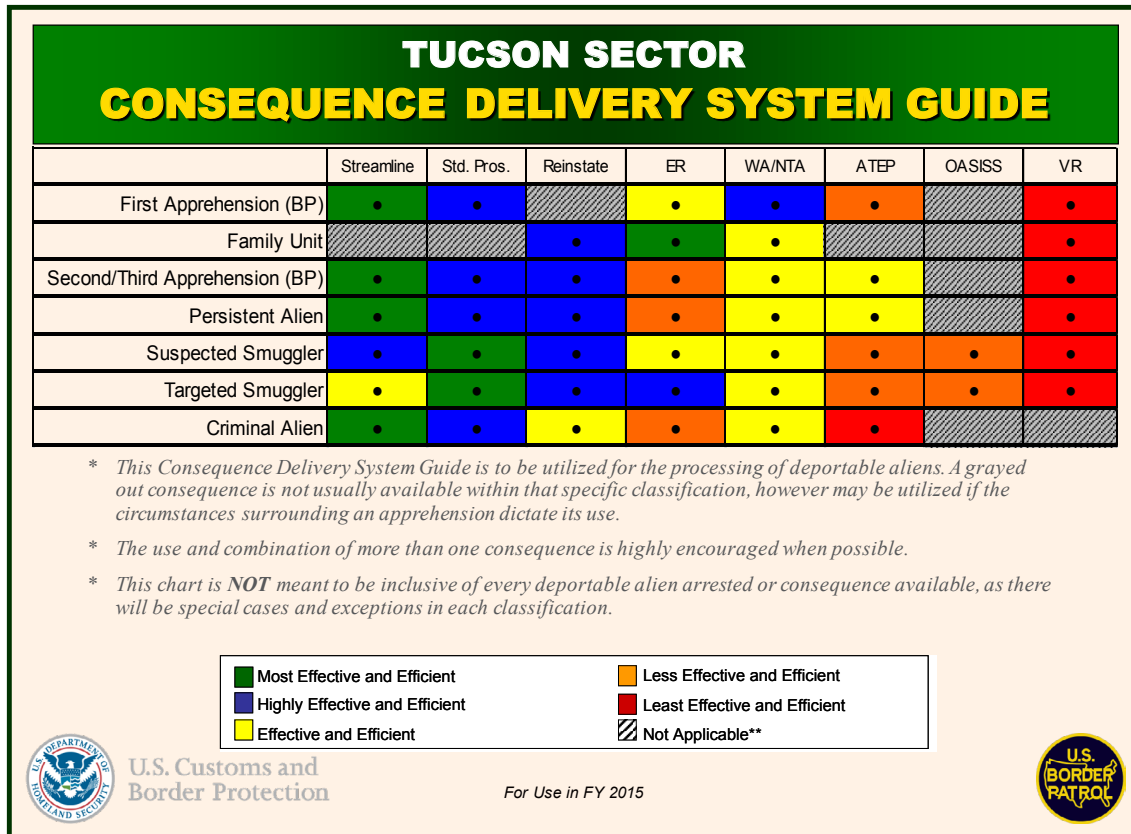 TUCSON SECTOR
CONSEQUENCE DELIVERY SYSTEM GUIDE
Streamline Std. Pros. Reinstate ER WA/NTA ATEP OASISS VR
First Apprehension (BP)
Family Unit
Second/Third Apprehension (BP)
Persistent Alien
Suspected Smuggler
Targeted Smuggler
Criminal Alien
* This Consequence Delivery System Guide is to be utilized for the processing of deportable aliens. A grayed
out consequence is not usually available within that specific classification, however may be utilized if the
circumstances surrounding an apprehension dictate its use.
* The use and combination of more than one consequence is highly encouraged when possible.
* This chart is NOT meant to be inclusive of every deportable alien arrested or consequence available, as there
will be special cases and exceptions in each classification.
Most Effective and Efficient
Highly Effective and Efficient
Effective and Efficient
Less Effective and Efficient
Least Effective and Efficient
Not Applicable**
U.S. DEPARTMENT OF
HOMELAND SECURITY
U.S. Customs and
Border Protection
For Use in FY 2015
U.S.
BORDER
PATROL